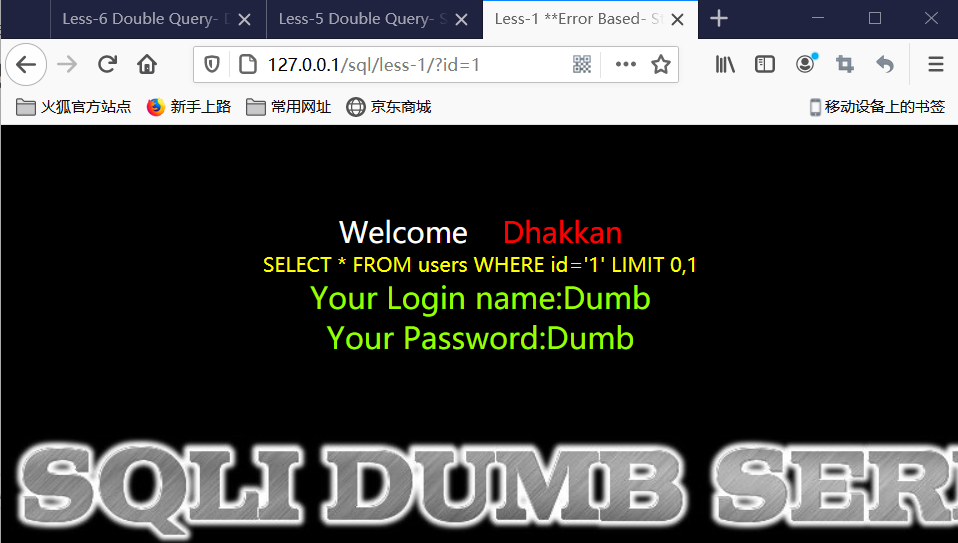 Less-6 Double Query- D
Less-5 Double Query- S
Less-1 **Error Based- St
127.0.0.1/sql/less-1/?id=1
火狐官方站点 新手上路 常用网址 京东商城 移动设备上的书签
Welcome Dhakkan
SELECT * FROM users WHERE id='1' LIMIT 0,1
Your Login name:Dumb
Your Password:Dumb
SQLI DUMB SERI